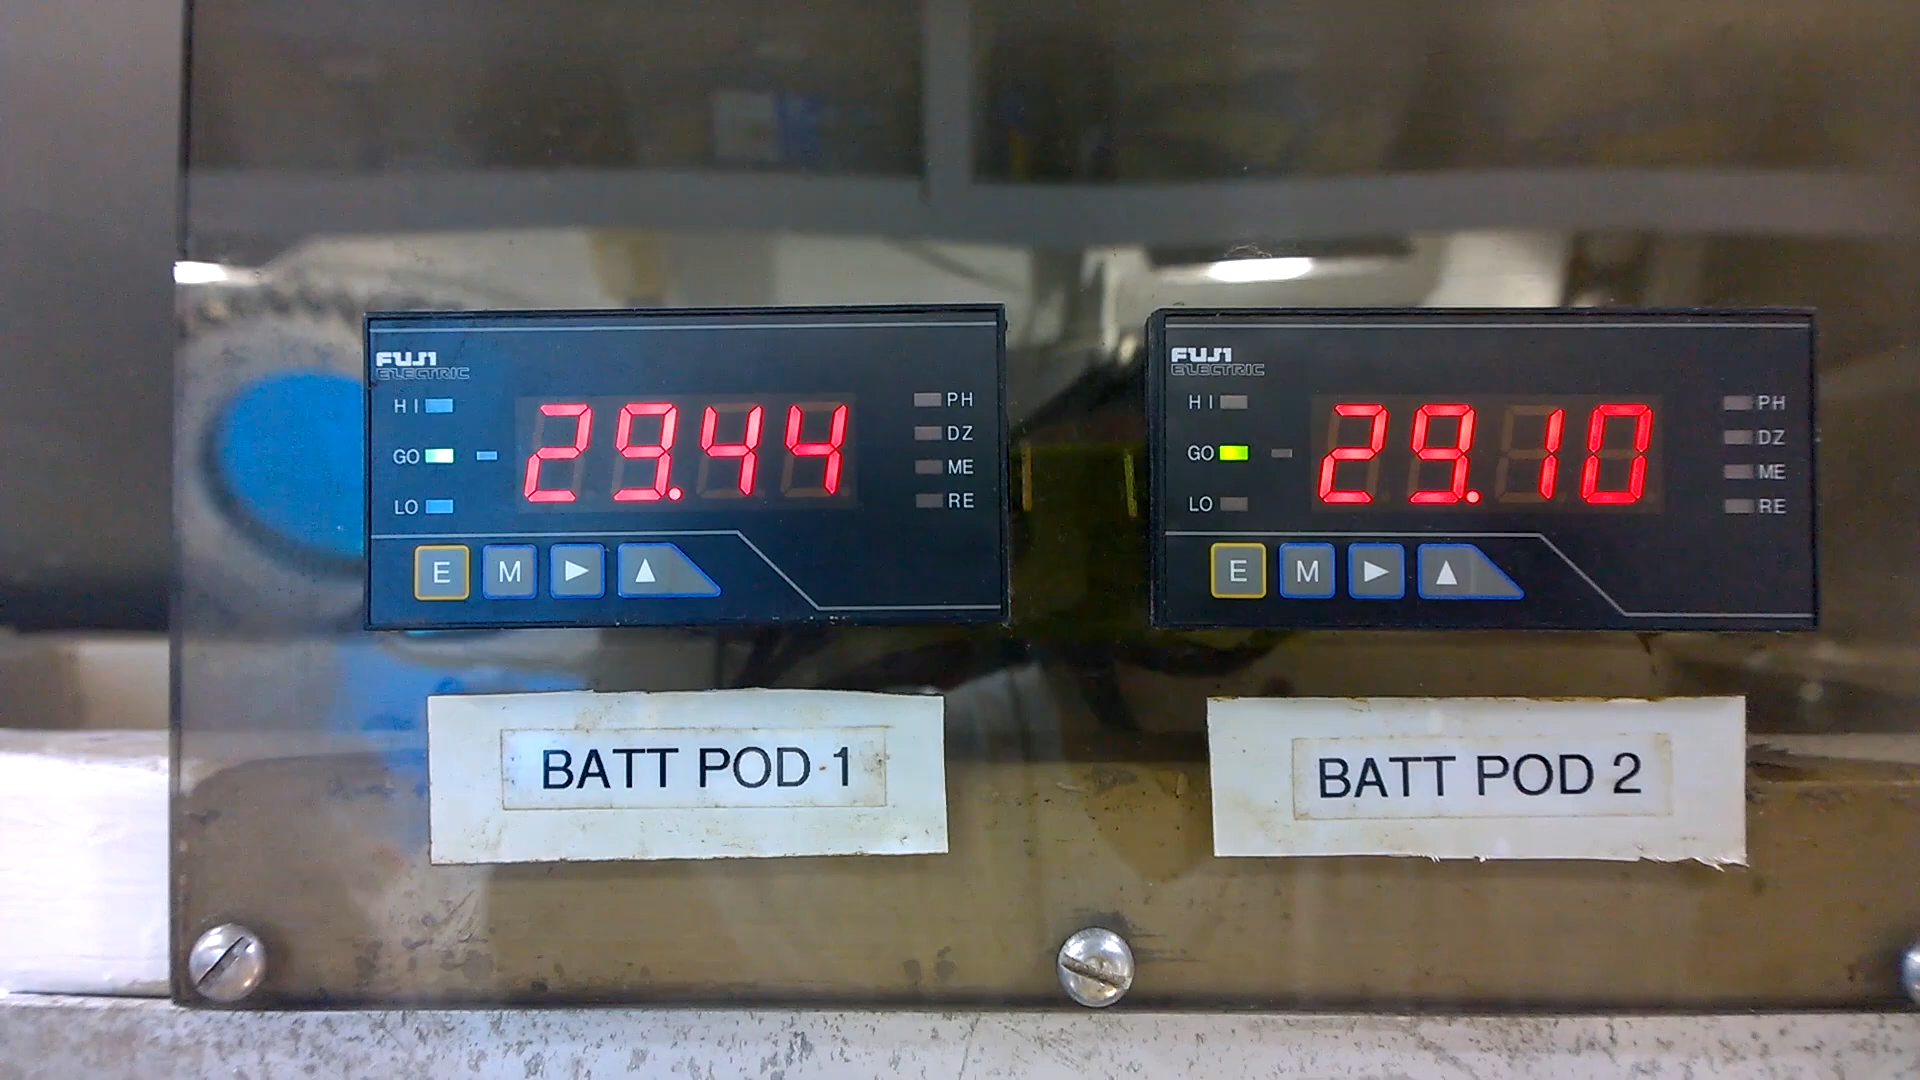 FUJI
ELECTRIC
HI
GO
LO
29.44
PH
DZ
ME
RE
E M
BATT POD 1
FUJI
ELECTRIC
HI
GO
LO
29.10
PH
DZ
ME
RE
E M
BATT POD 2